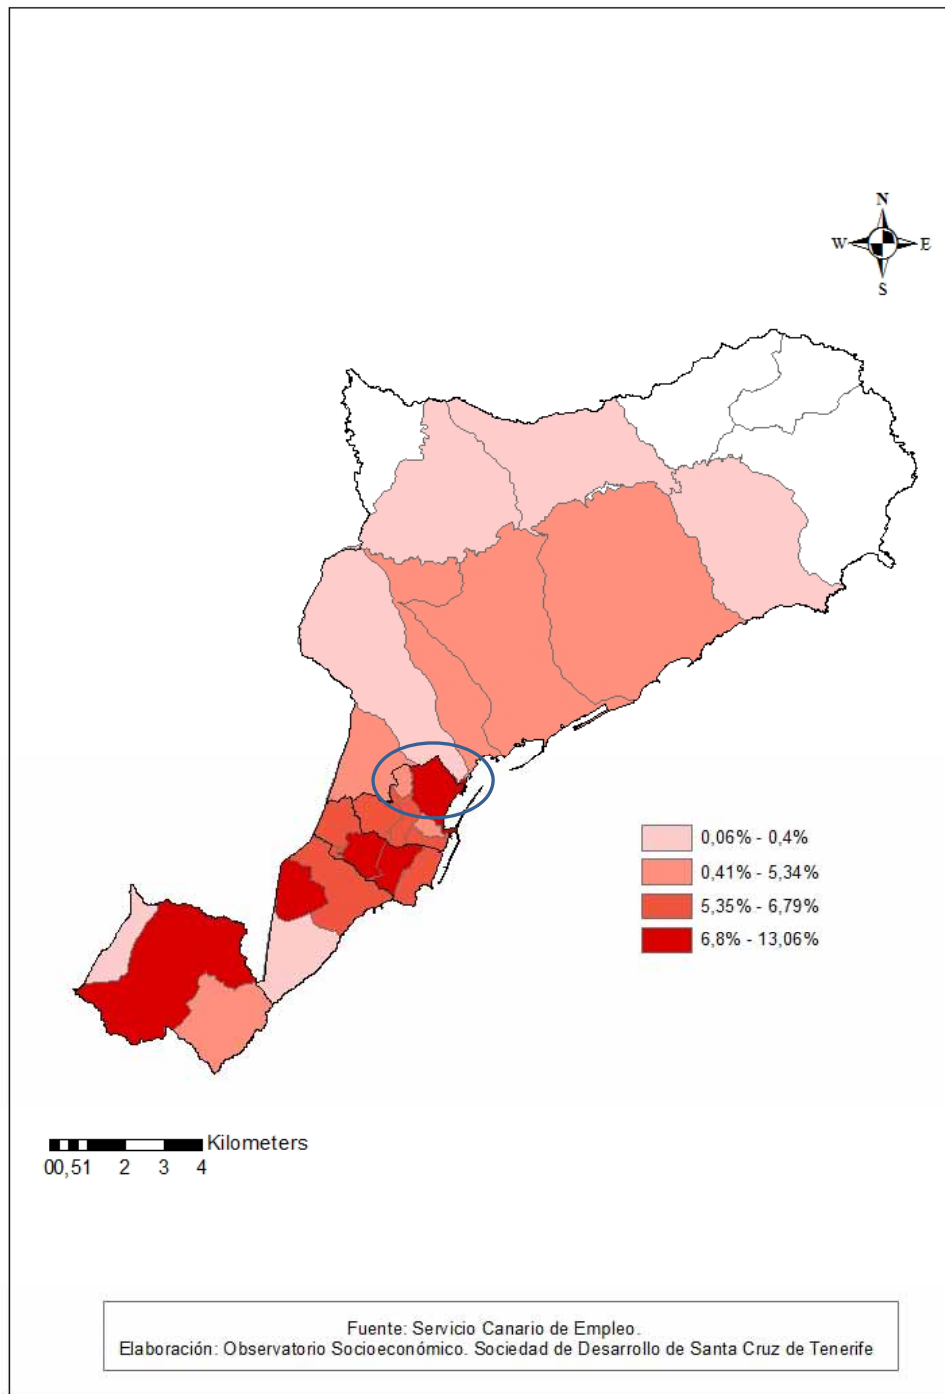 N
W E
S
0,06% - 0,4%
0,41% - 5,34%
5,35% - 6,79%
6,8% - 13,06%
Kilometers
00,51 2 3 4
Fuente: Servicio Canario de Empleo.
Elaboración: Observatorio Socioeconómico. Sociedad de Desarrollo de Santa Cruz de Tenerife